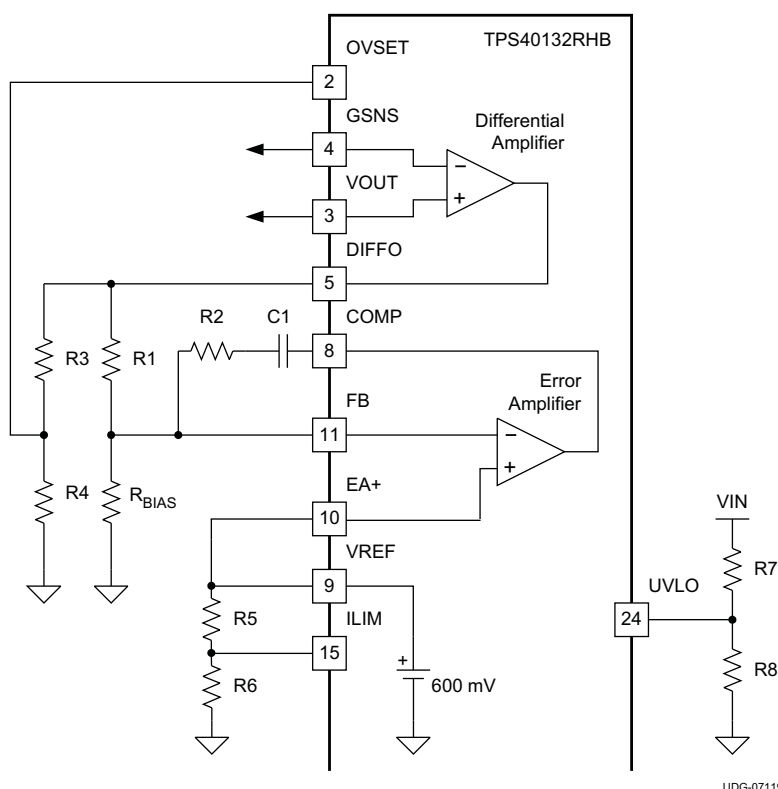 OVSET
TPS40132RHB
2
GSNS
Differential
Amplifier
4
−
VOUT
+
3
DIFFO
5
R2
C1
COMP
8
R3
R1
Error
Amplifier
FB
11
−
+
R4
RBIAS
EA+
10
VIN
VREF
9
R7
UVLO
R5
ILIM
24
15
+
R6
600 mV
R8